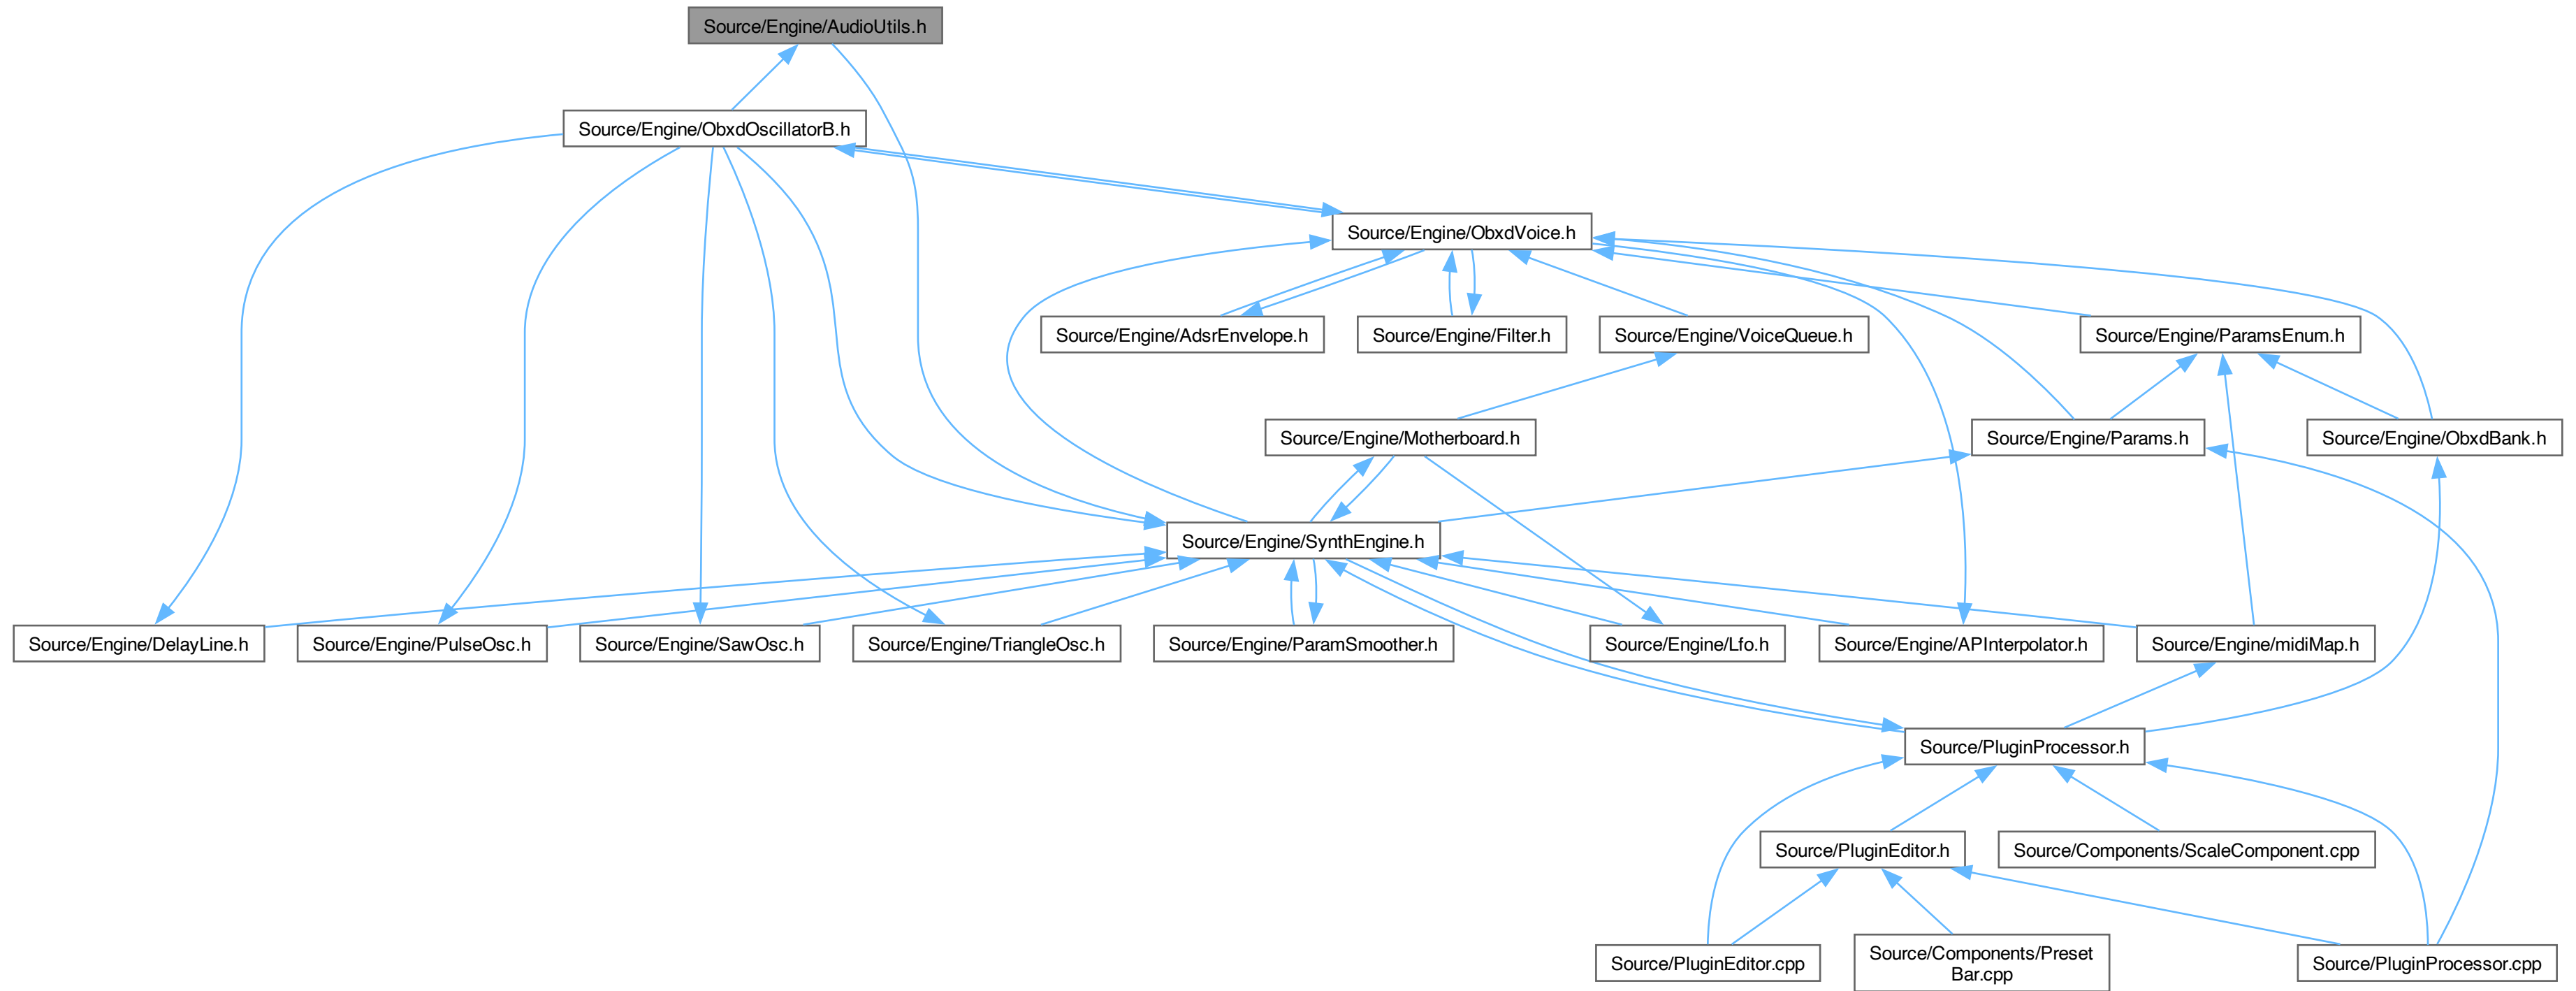 Source/Engine/AudioUtils.h
Source/Engine/ObxdOscillatorB.h
Source/Engine/ObxdVoice.h
Source/Engine/AdsrEnvelope.h
Source/Engine/Filter.h
Source/Engine/VoiceQueue.h
Source/Engine/ParamsEnum.h
Source/Engine/Motherboard.h
Source/Engine/Params.h
Source/Engine/ObxdBank.h
Source/Engine/SynthEngine.h
Source/Engine/DelayLine.h
Source/Engine/PulseOsc.h
Source/Engine/SawOsc.h
Source/Engine/TriangleOsc.h
Source/Engine/ParamSmoother.h
Source/Engine/Lfo.h
Source/Engine/APInterpolator.h
Source/Engine/midiMap.h
Source/PluginProcessor.h
Source/PluginEditor.h
Source/Components/ScaleComponent.cpp
Source/PluginEditor.cpp
Source/Components/Preset
Bar.cpp
Source/PluginProcessor.cpp